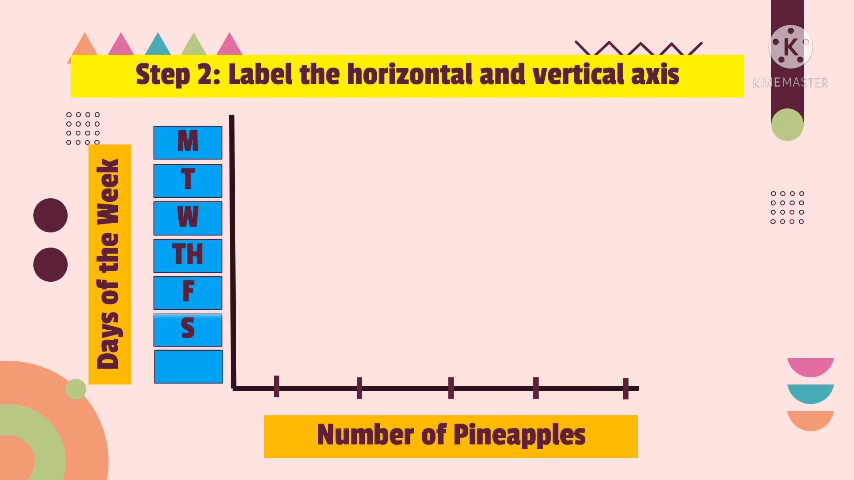 Step 2: Label the horizontal and vertical axis
K
KINEMASTER
Days of the Week
M
T
W
TH
F
S
Number of Pineapples